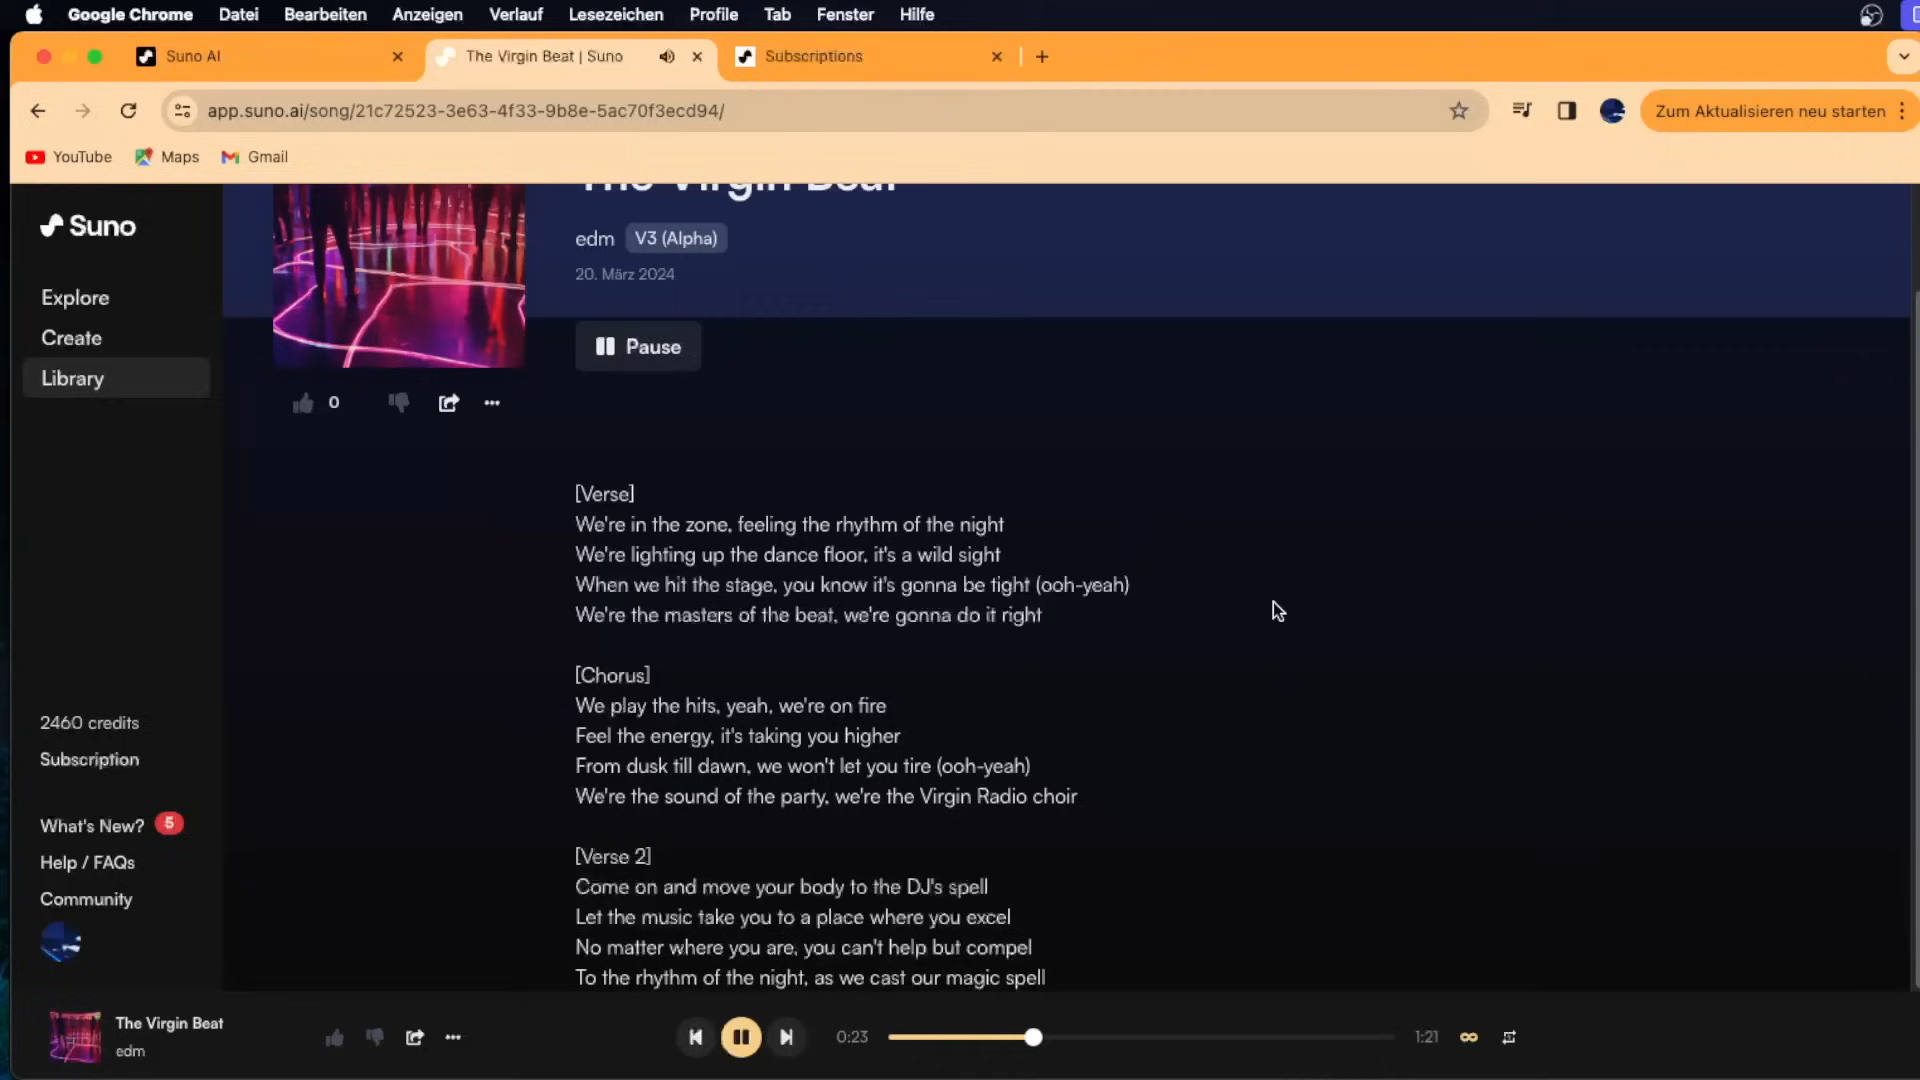 Google Chrome Datei Bearbeiten Anzeigen Verlauf Lesezeichen Profile Tab Fenster Hilfe
Suno AI The Virgin Beat | Suno Subscriptions
app.suno.ai/song/21c72523-3e63-4f33-9b8e-5ac70f3ecd94/ Zum Aktualisieren neu starten
YouTube Maps Gmail
The Virgin Beat
Suno
edm V3 (Alpha)
20. März 2024
Explore
Create
Library
Pause
0
[Verse]
We're in the zone, feeling the rhythm of the night
We're lighting up the dance floor, it's a wild sight
When we hit the stage, you know it's gonna be tight (ooh-yeah)
We're the masters of the beat, we're gonna do it right
[Chorus]
We play the hits, yeah, we're on fire
Feel the energy, it's taking you higher
From dusk till dawn, we won't let you tire (ooh-yeah)
We're the sound of the party, we're the Virgin Radio choir
[Verse 2]
Come on and move your body to the DJ's spell
Let the music take you to a place where you excel
No matter where you are, you can't help but compel
To the rhythm of the night, as we cast our magic spell
2460 credits
Subscription
What's New? 5
Help / FAQs
Community
The Virgin Beat
edm
0:23 1:21